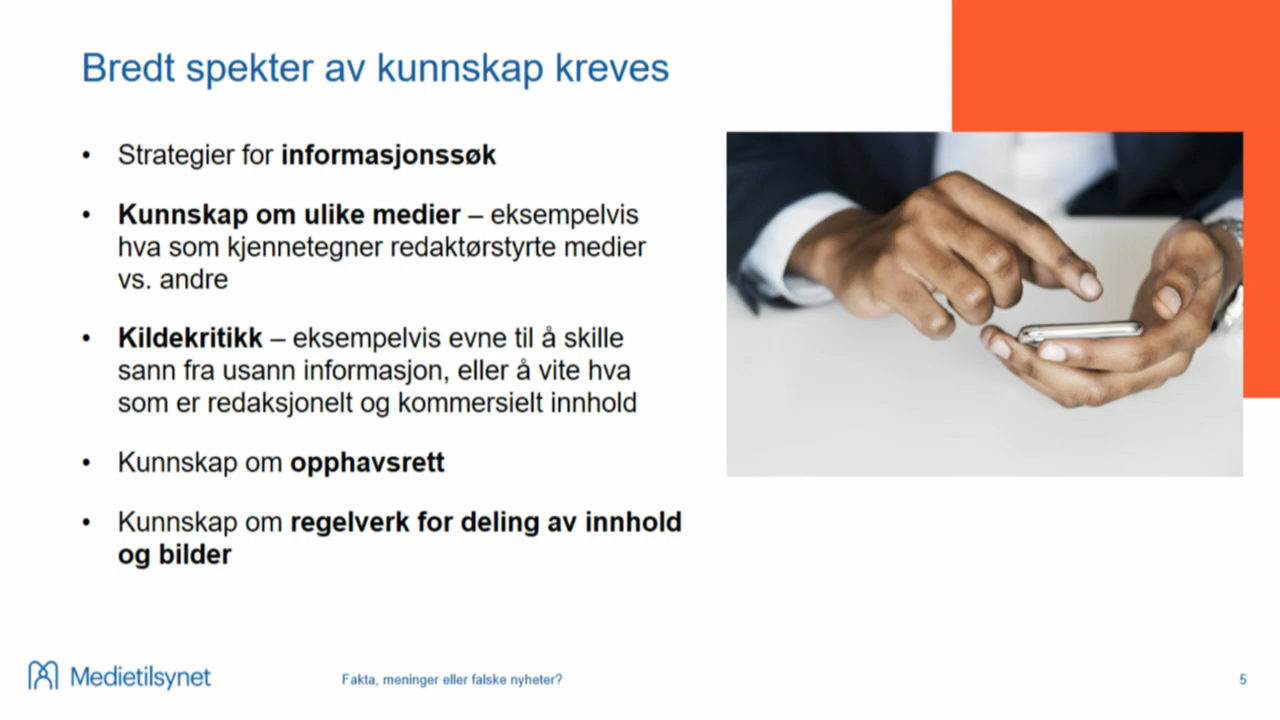 Bredt spekter av kunnskap kreves
• Strategier for informasjonssøk
• Kunnskap om ulike medier – eksempelvis
hva som kjennetegner redaktørstyrte medier
vs. andre
• Kildekritikk – eksempelvis evne til å skille
sann fra usann informasjon, eller å vite hva
som er redaksjonelt og kommersielt innhold
• Kunnskap om opphavsrett
• Kunnskap om regelverk for deling av innhold
og bilder
Medietilsynet
Fakta, meninger eller falske nyheter?
5